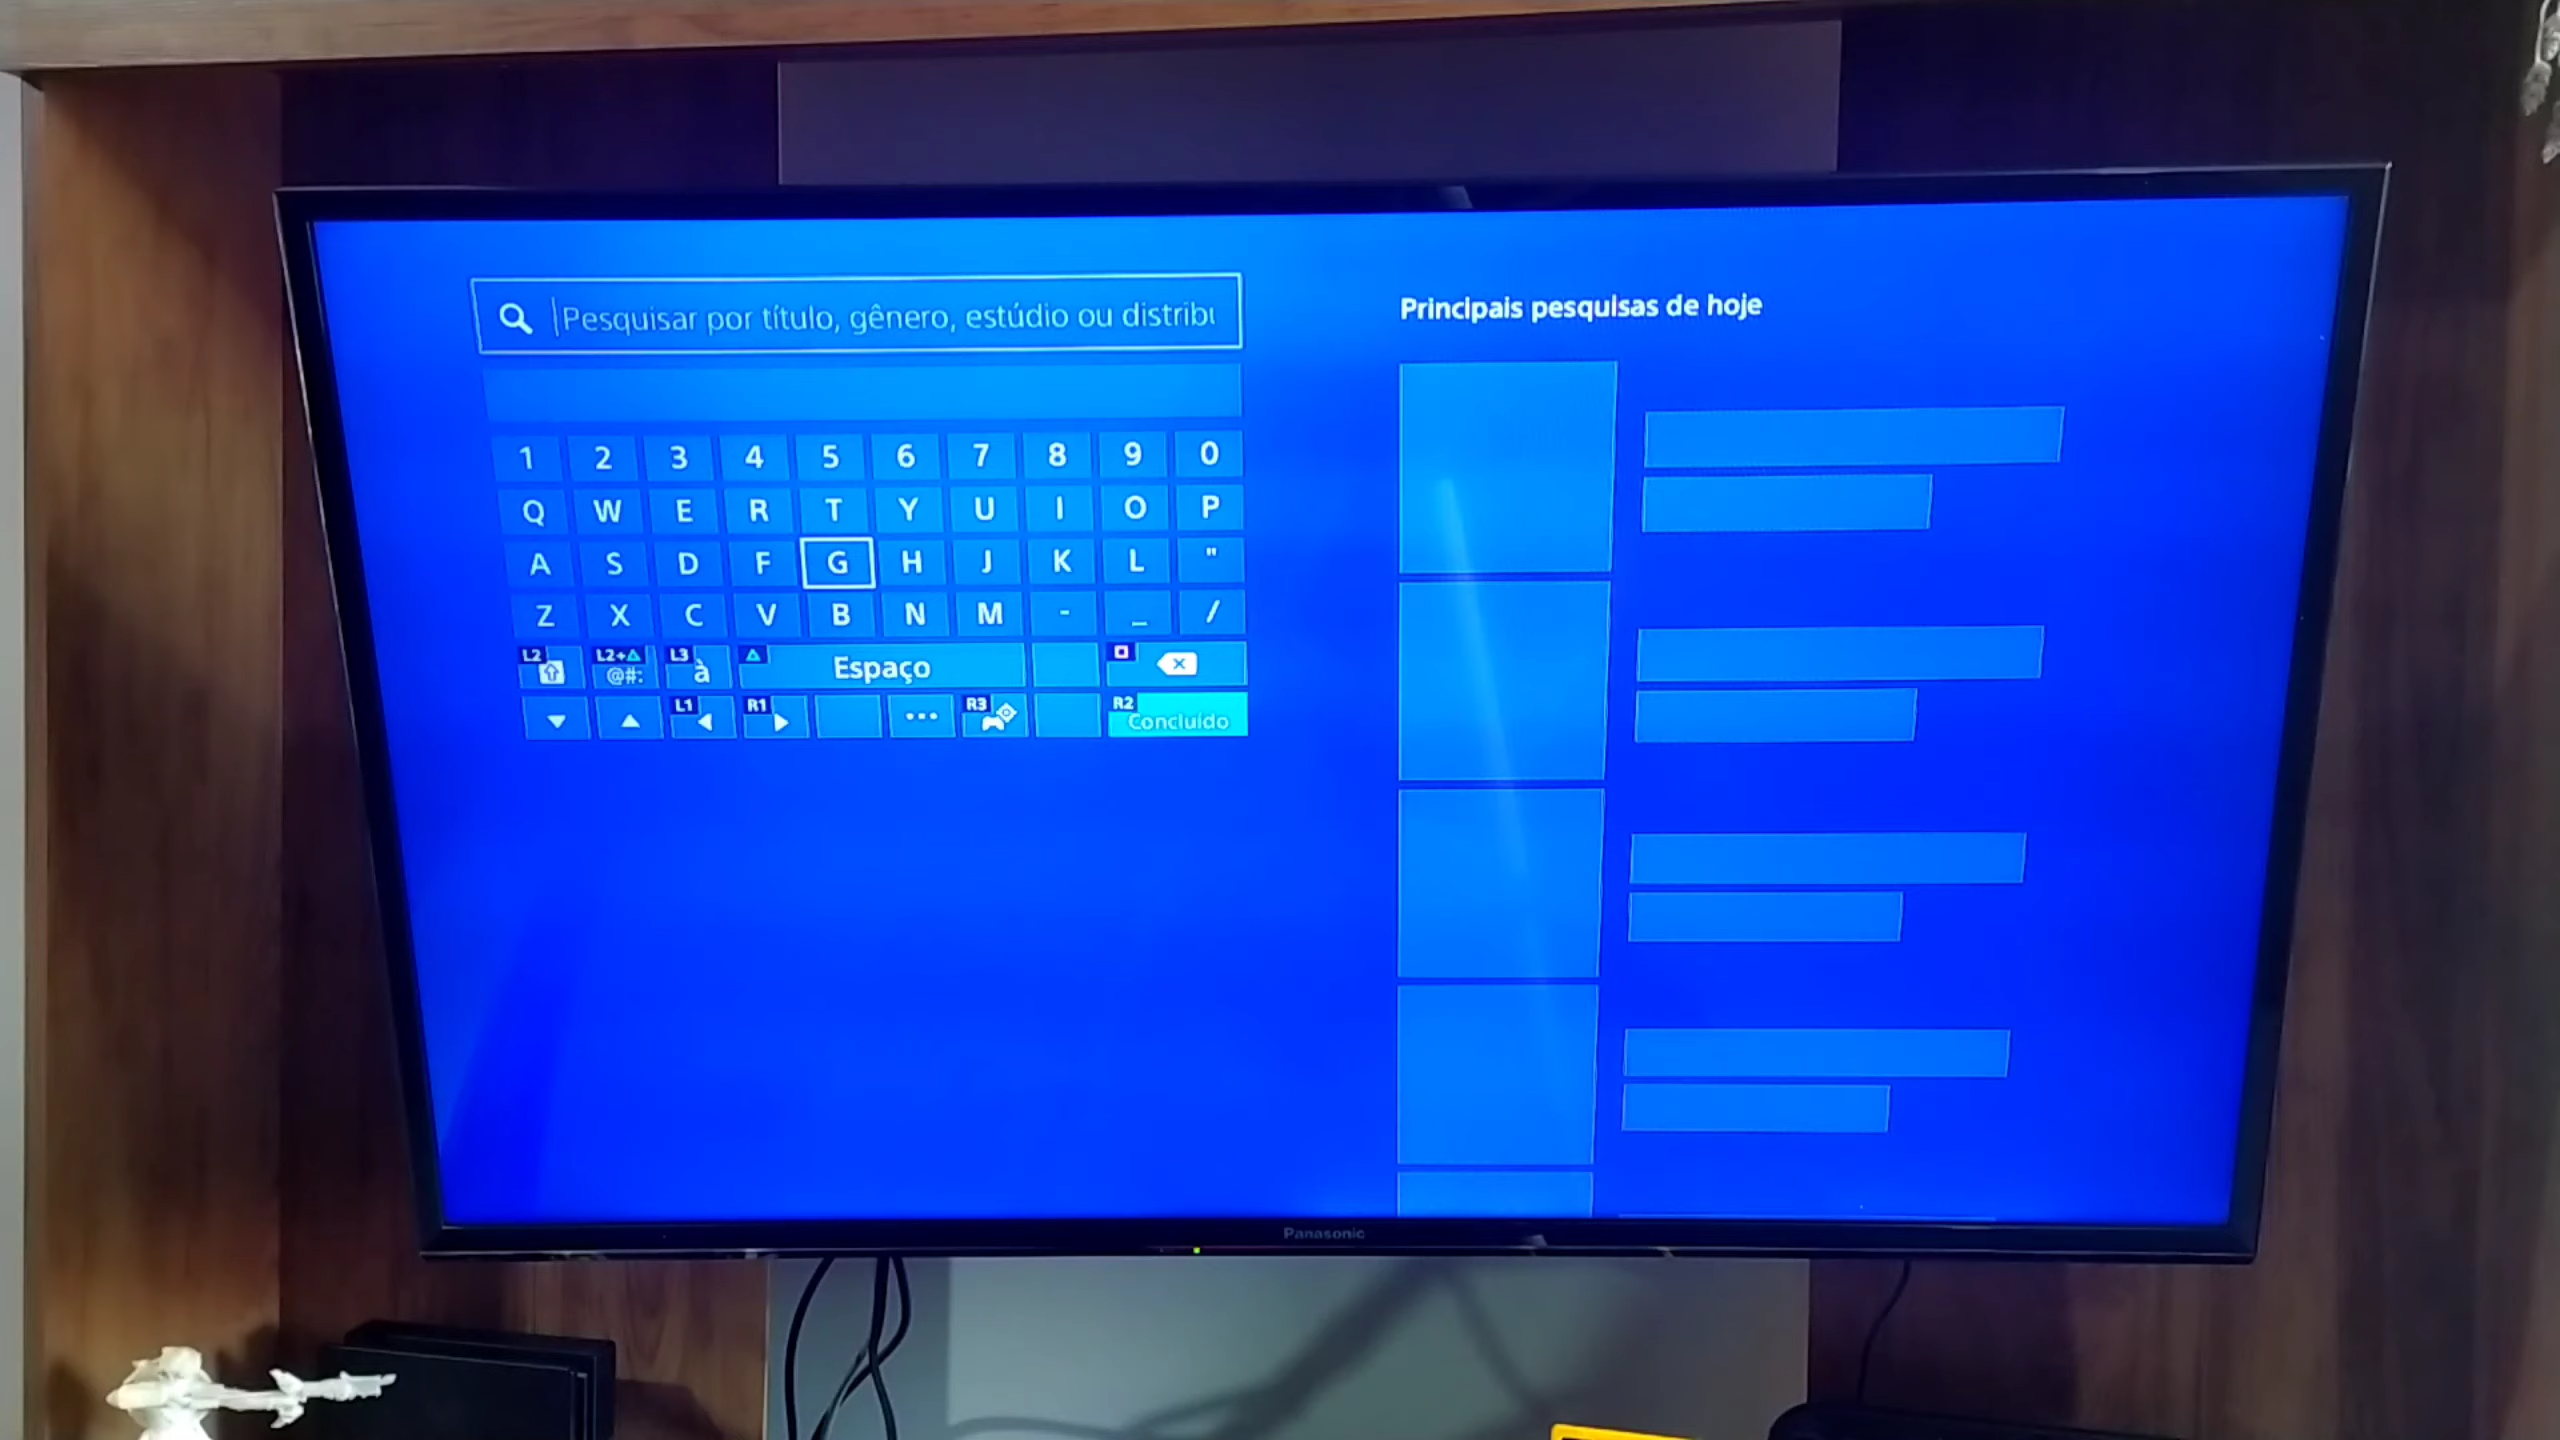 Pesquisar por título, gênero, estúdio ou distribu
Principais pesquisas de hoje
1 2 3 4 5 6 7 8 9 0
Q W E R T Y U I O P
A S D F G H J K L "
Z X C V B N M - _ /
L2 L2+△ @#: L3 à △ Espaço
L1 R1 ... R3 R2 Concluído
Panasonic